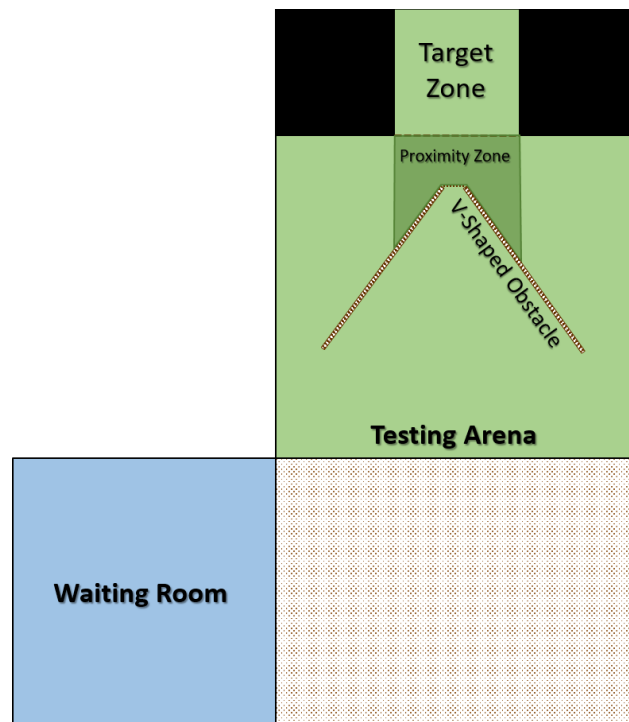 Target
Zone
Proximity Zone
V-Shaped Obstacle
Testing Arena
Waiting Room